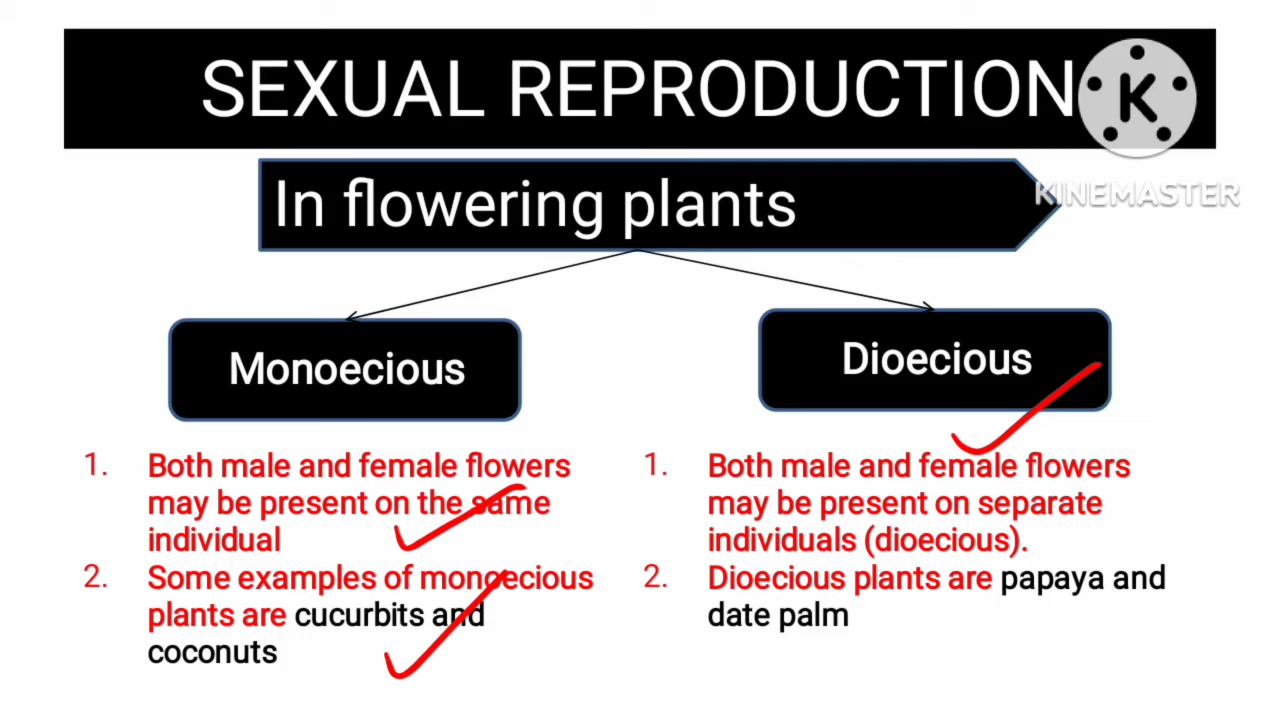 SEXUAL REPRODUCTION
K
KINEMASTER
In flowering plants
Monoecious
Dioecious
1. Both male and female flowers
may be present on the same
individual
2. Some examples of monoecious
plants are cucurbits and
coconuts
1. Both male and female flowers
may be present on separate
individuals (dioecious).
2. Dioecious plants are papaya and
date palm